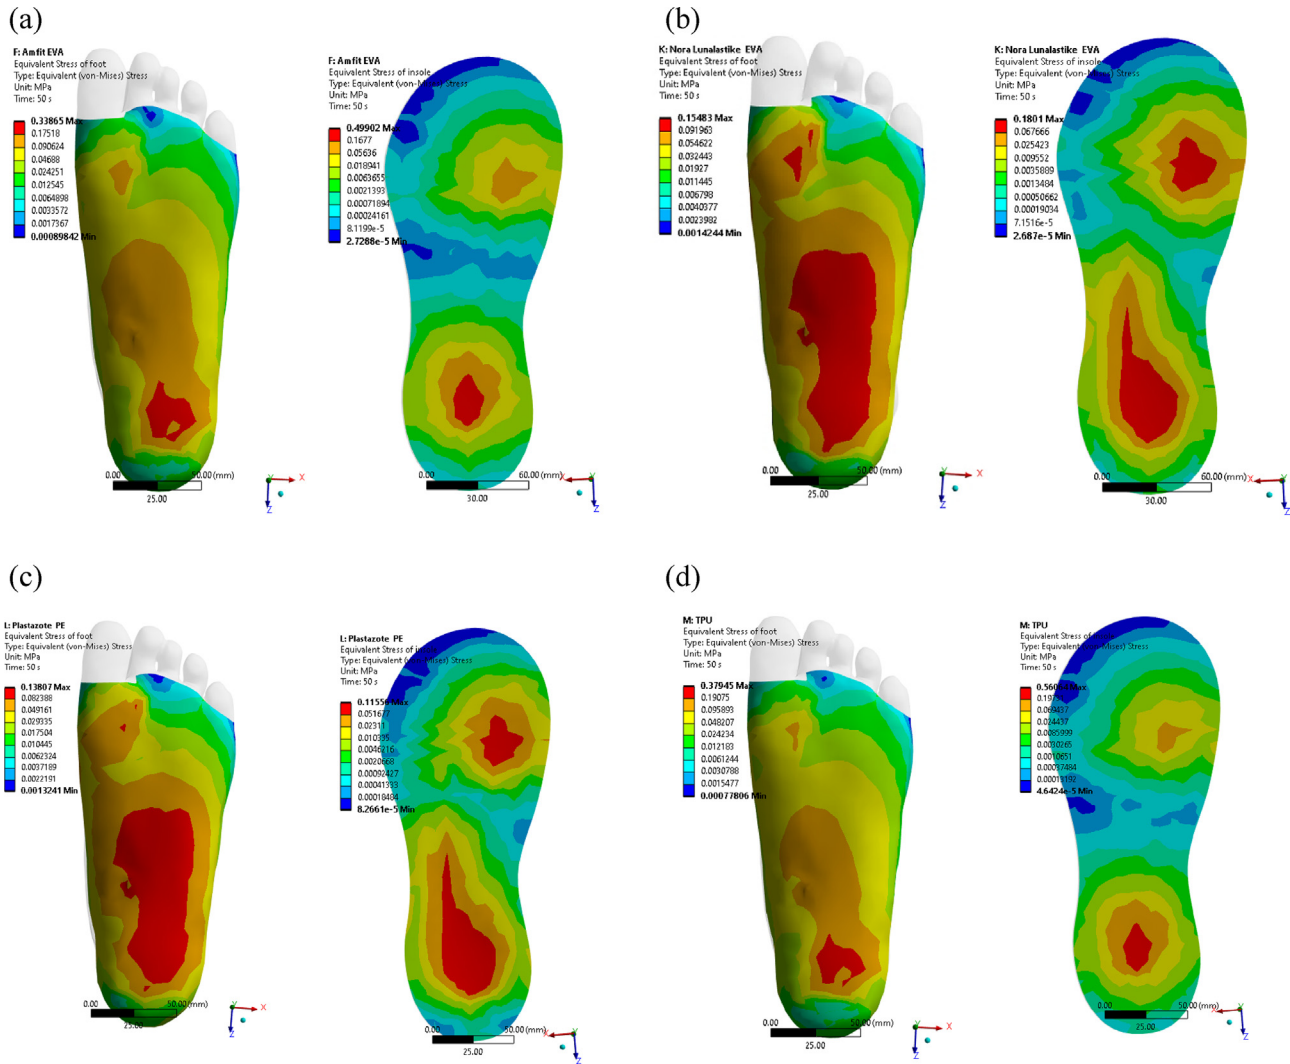 (a)
F: Amfit EVA
Equivalent Stress of foot
Type: Equivalent (von-Mises) Stress
Unit: MPa
Time: 50 s
0.33865 Max
0.17518
0.090624
0.04688
0.024251
0.012545
0.0064898
0.0033572
0.0017367
0.00089842 Min
0.00
50.00 (mm)
25.00
Y
X
Z
F: Amfit EVA
Equivalent Stress of insole
Type: Equivalent (von-Mises) Stress
Unit: MPa
Time: 50 s
0.49902 Max
0.1677
0.05636
0.018941
0.0063655
0.0021393
0.00071894
0.00024161
8.1199e-5
2.7288e-5 Min
0.00
60.00 (mm)
30.00
X
Y
Z
(b)
K: Nora Lunalastike EVA
Equivalent Stress of foot
Type: Equivalent (von-Mises) Stress
Unit: MPa
Time: 50 s
0.15483 Max
0.091963
0.054622
0.032443
0.01927
0.011445
0.006798
0.0040377
0.0023982
0.0014244 Min
0.00
50.00 (mm)
25.00
Y
X
Z
K: Nora Lunalastike EVA
Equivalent Stress of insole
Type: Equivalent (von-Mises) Stress
Unit: MPa
Time: 50 s
0.1801 Max
0.067666
0.025423
0.009552
0.0035889
0.0013484
0.00050662
0.00019034
7.1516e-5
2.687e-5 Min
0.00
60.00 (mm)
30.00
X
Y
Z
(c)
L: Plastazote PE
Equivalent Stress of foot
Type: Equivalent (von-Mises) Stress
Unit: MPa
Time: 50 s
0.13807 Max
0.082388
0.049161
0.029335
0.017504
0.010445
0.0062324
0.0037189
0.0022191
0.0013241 Min
0.00
50.00 (mm)
25.00
Y
X
Z
L: Plastazote PE
Equivalent Stress of insole
Type: Equivalent (von-Mises) Stress
Unit: MPa
Time: 50 s
Max
0.051677
0.02311
0.010335
0.0046216
0.0020668
0.00092427
0.00041333
0.00018484
8.2661e-5 Min
0.00
50.00 (mm)
25.00
X
Y
Z
(d)
M: TPU
Equivalent Stress of foot
Type: Equivalent (von-Mises) Stress
Unit: MPa
Time: 50 s
0.37945 Max
0.19075
0.095893
0.048207
0.024234
0.012183
0.0061244
0.0030788
0.0015477
0.00077806 Min
0.00
50.00 (mm)
25.00
Y
X
Z
M: TPU
Equivalent Stress of
Type: Equivalent (von-Mises) Stress
Unit: MPa
Time: 50 s
Max
0.069437
0.024437
0.0085999
0.0030265
0.0010651
0.00037484
0.00013192
4.6424e-5 Min
0.00
50.00 (mm)
25.00
X
Y
Z